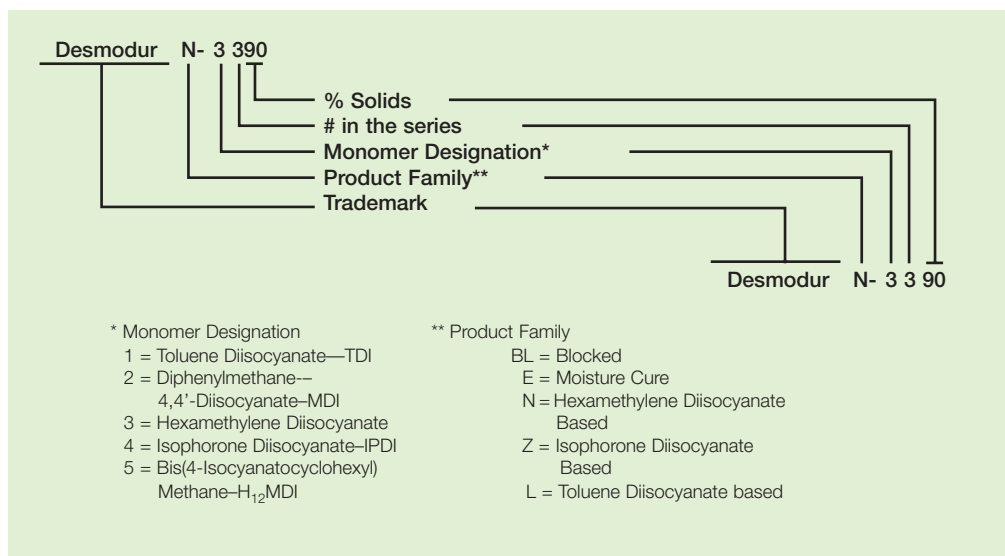 Desmodur N- 3 390
% Solids
# in the series
Monomer Designation*
Product Family**
Trademark
Desmodur N- 3 3 90
* Monomer Designation
1 = Toluene Diisocyanate—TDI
2 = Diphenylmethane-–
4,4'-Diisocyanate–MDI
3 = Hexamethylene Diisocyanate
4 = Isophorone Diisocyanate–IPDI
5 = Bis(4-Isocyanatocyclohexyl)
Methane–H₁₂MDI
** Product Family
BL = Blocked
E = Moisture Cure
N = Hexamethylene Diisocyanate
Based
Z = Isophorone Diisocyanate
Based
L = Toluene Diisocyanate based